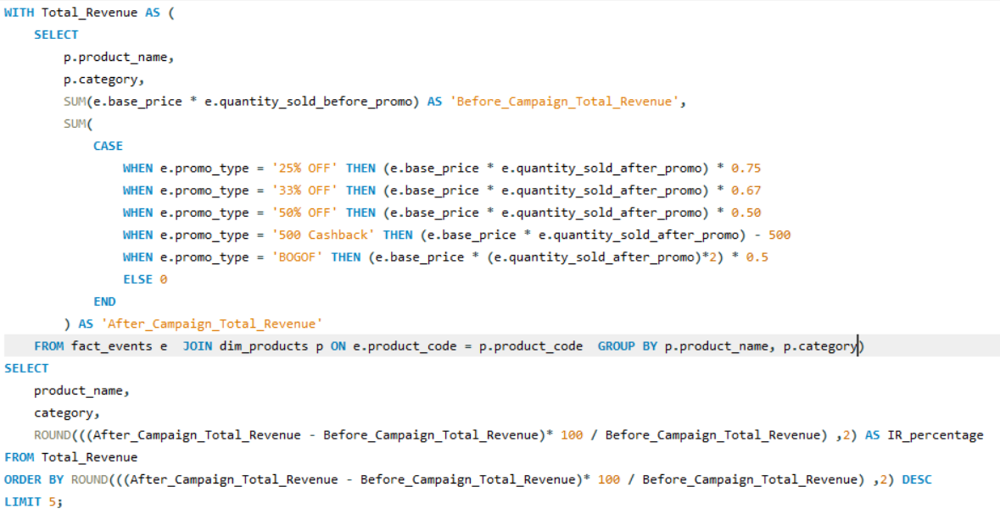 WITH Total_Revenue AS (
    SELECT
        p.product_name,
        p.category,
        SUM(e.base_price * e.quantity_sold_before_promo) AS 'Before_Campaign_Total_Revenue',
        SUM(
            CASE
                WHEN e.promo_type = '25% OFF' THEN (e.base_price * e.quantity_sold_after_promo) * 0.75
                WHEN e.promo_type = '33% OFF' THEN (e.base_price * e.quantity_sold_after_promo) * 0.67
                WHEN e.promo_type = '50% OFF' THEN (e.base_price * e.quantity_sold_after_promo) * 0.50
                WHEN e.promo_type = '500 Cashback' THEN (e.base_price * e.quantity_sold_after_promo) - 500
                WHEN e.promo_type = 'BOGOF' THEN (e.base_price * (e.quantity_sold_after_promo)*2) * 0.5
                ELSE 0
            END
        ) AS 'After_Campaign_Total_Revenue'
    FROM fact_events e  JOIN dim_products p ON e.product_code = p.product_code  GROUP BY p.product_name, p.category)
SELECT
    product_name,
    category,
    ROUND(((After_Campaign_Total_Revenue - Before_Campaign_Total_Revenue)* 100 / Before_Campaign_Total_Revenue) ,2) AS IR_percentage
FROM Total_Revenue
ORDER BY ROUND(((After_Campaign_Total_Revenue - Before_Campaign_Total_Revenue)* 100 / Before_Campaign_Total_Revenue) ,2) DESC
LIMIT 5;